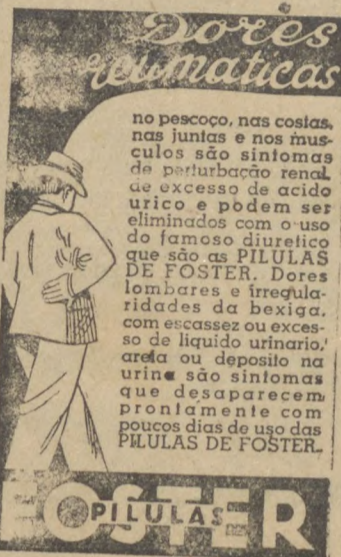 Dores
reumaticas
no pescoço, nas costas,
nas juntas e nos mus-
culos são sintomas
de perturbação renal,
de excesso de acido
urico e podem ser
eliminados com o uso
do famoso diuretico
que são as PILULAS
DE FOSTER. Dores
lombares e irregula-
ridades da bexiga,
com escassez ou exces-
so de liquido urinario,
areia ou deposito na
urina são sintomas
que desaparecem
prontamente com
poucos dias de uso das
PILULAS DE FOSTER.
FOSTER
PILULAS